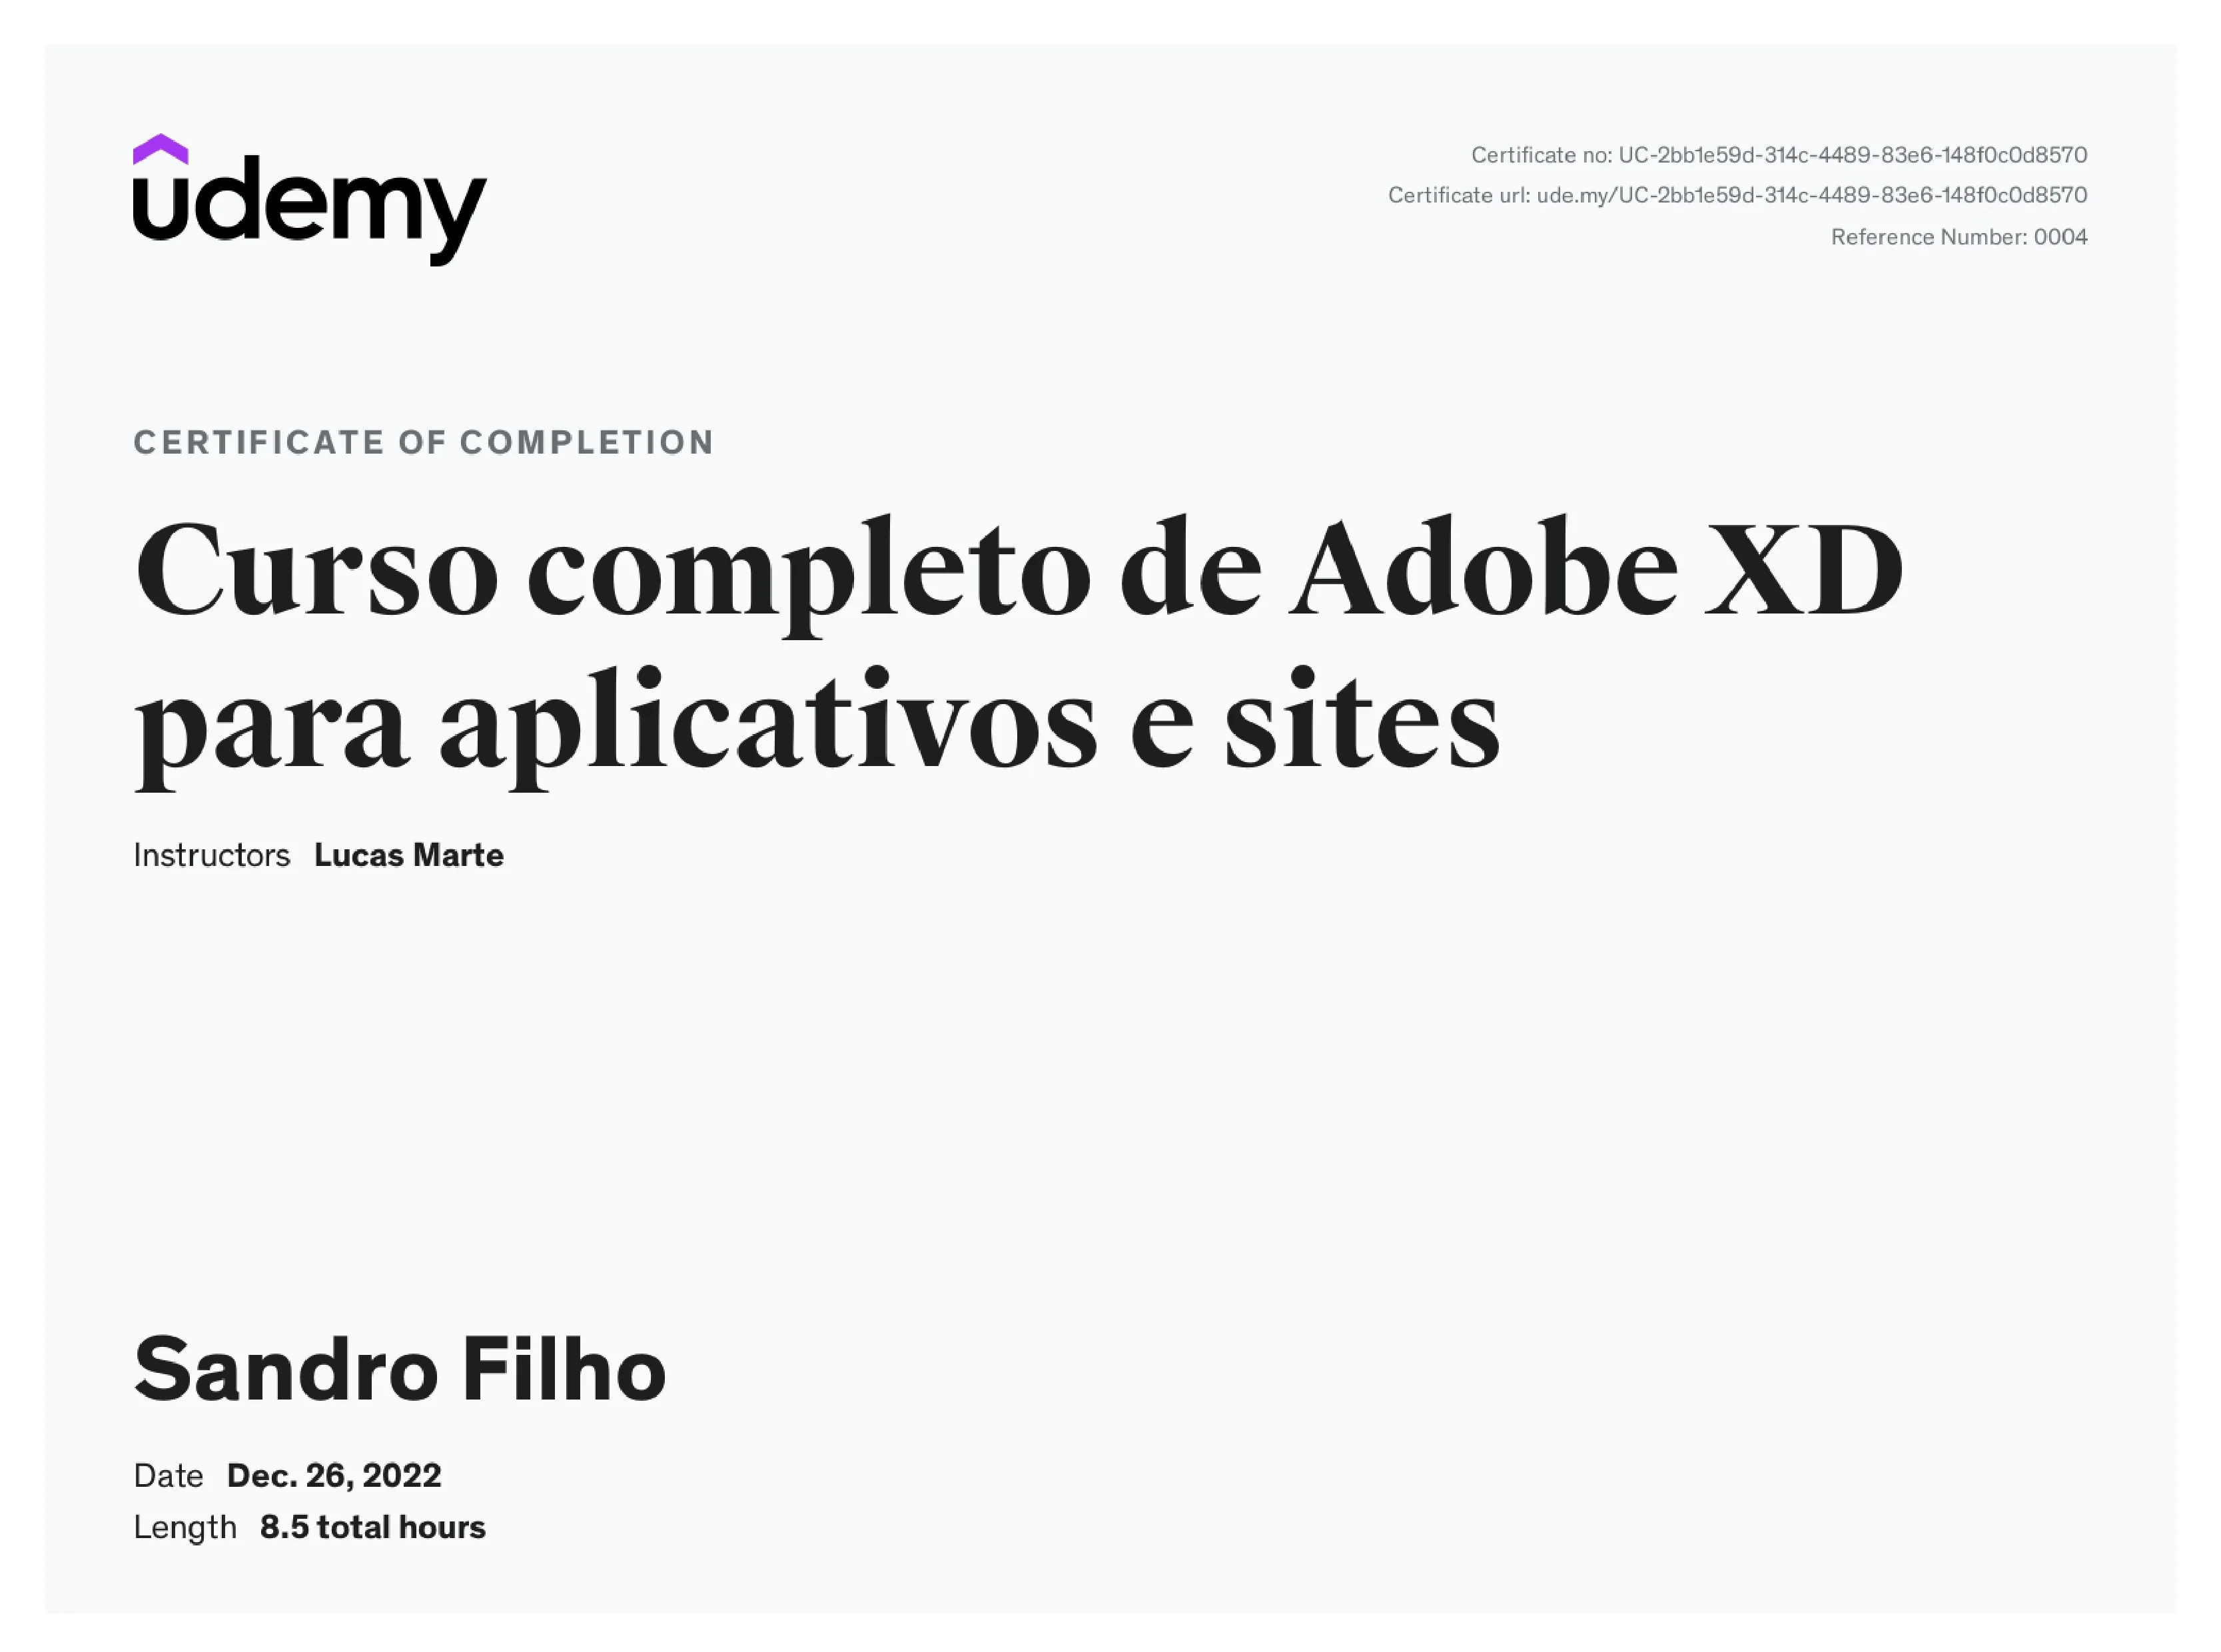 udemy
Certificate no: UC-2bb1e59d-314c-4489-83e6-148f0c0d8570
Certificate url: ude.my/UC-2bb1e59d-314c-4489-83e6-148f0c0d8570
Reference Number: 0004
CERTIFICATE OF COMPLETION
Curso completo de Adobe XD
para aplicativos e sites
Instructors Lucas Marte
Sandro Filho
Date Dec. 26, 2022
Length 8.5 total hours